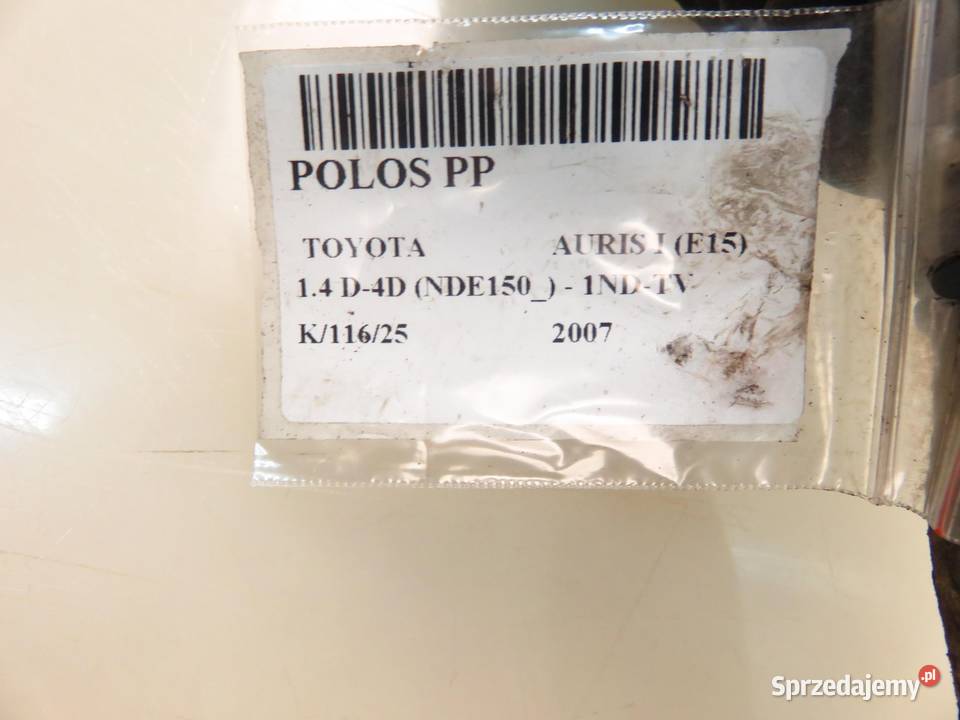 POLOS PP
TOYOTA AURIS I (E15)
1.4 D-4D (NDE150_) - 1ND-TV
K/116/25 2007
Sprzedajemy.pl